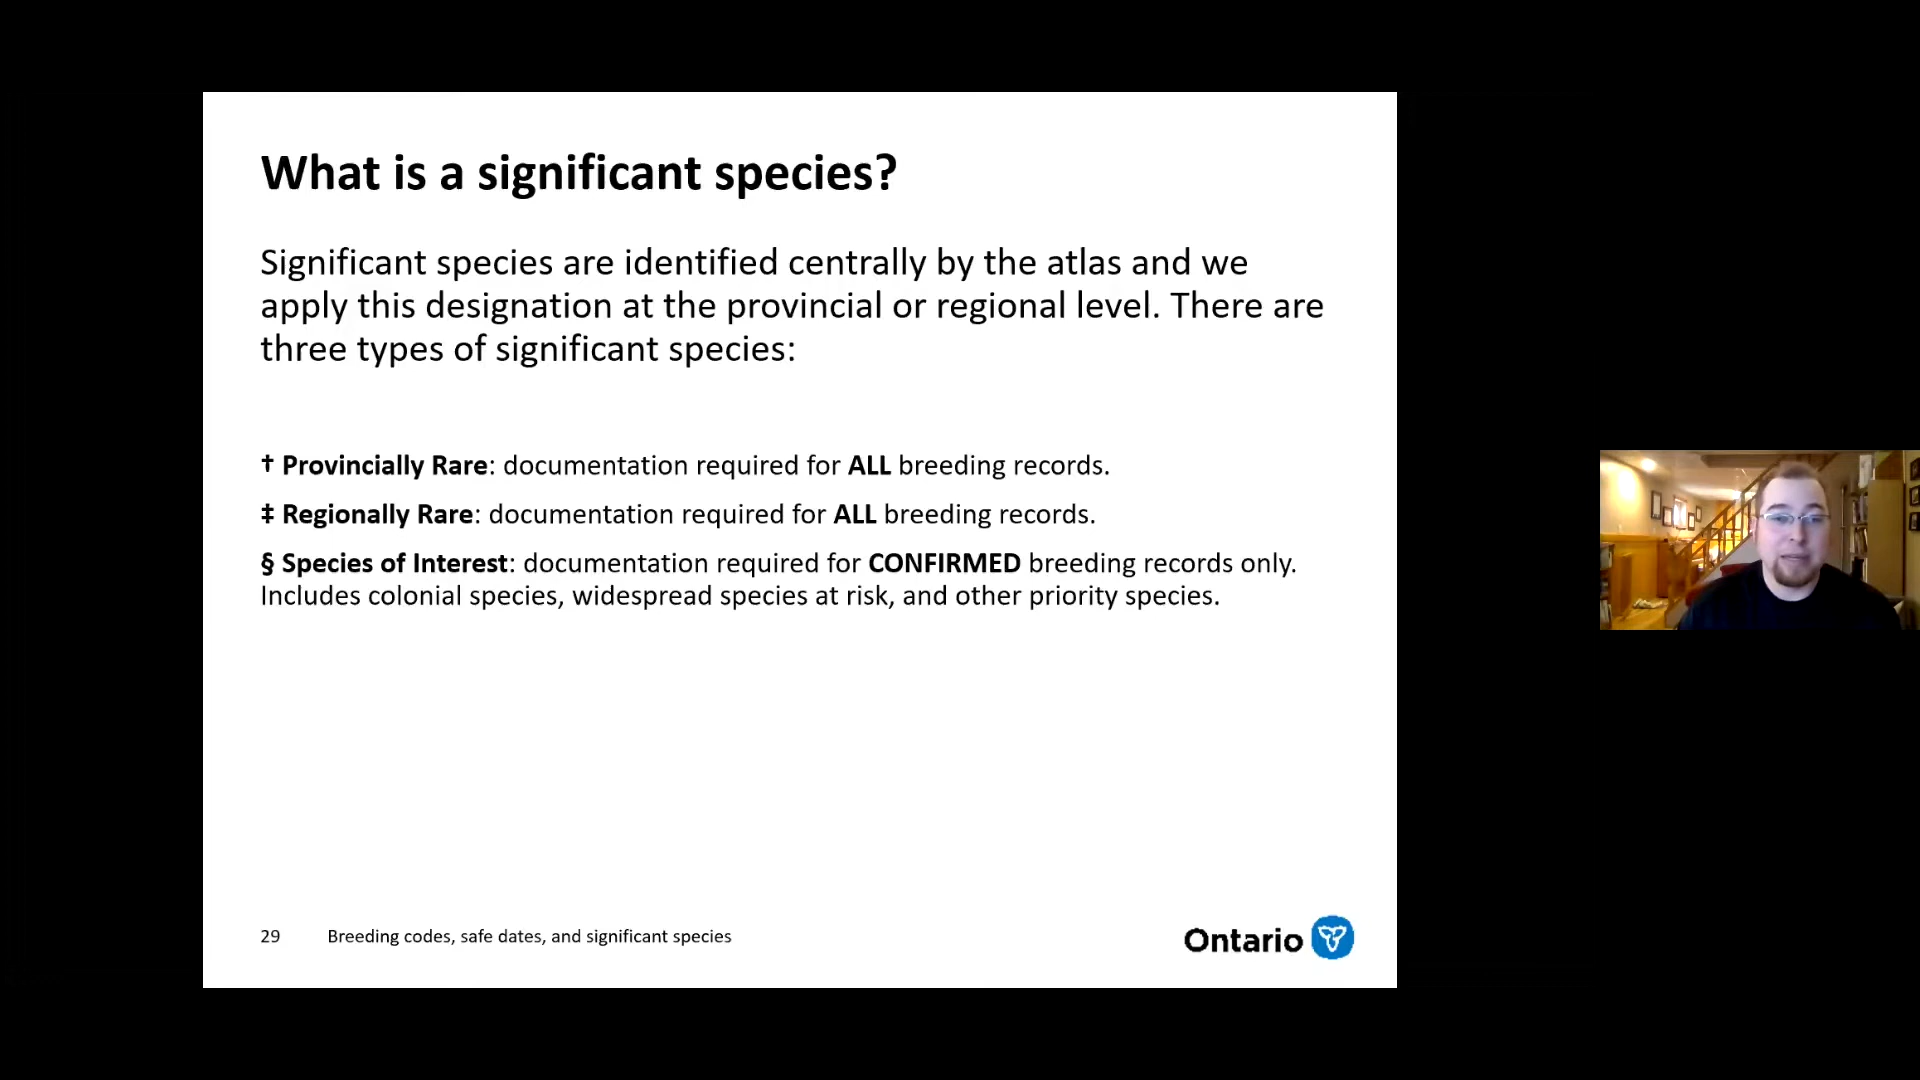 What is a significant species?
Significant species are identified centrally by the atlas and we
apply this designation at the provincial or regional level. There are
three types of significant species:
† Provincially Rare: documentation required for ALL breeding records.
‡ Regionally Rare: documentation required for ALL breeding records.
§ Species of Interest: documentation required for CONFIRMED breeding records only.
Includes colonial species, widespread species at risk, and other priority species.
29 Breeding codes, safe dates, and significant species
Ontario